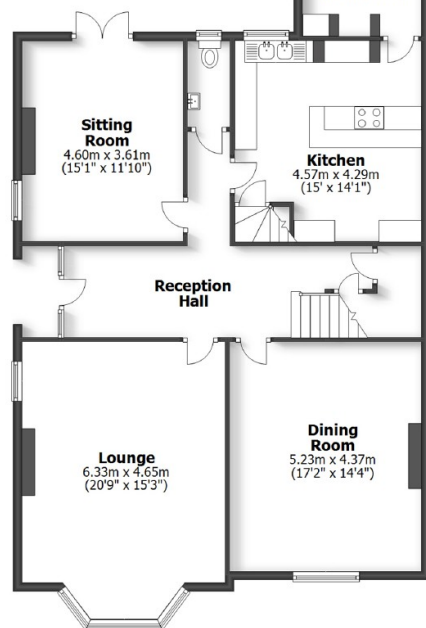 Sitting
Room
4.60m x 3.61m
(15'1" x 11'10")
Kitchen
4.57m x 4.29m
(15' x 14'1")
Reception
Hall
Lounge
6.33m x 4.65m
(20'9" x 15'3")
Dining
Room
5.23m x 4.37m
(17'2" x 14'4")